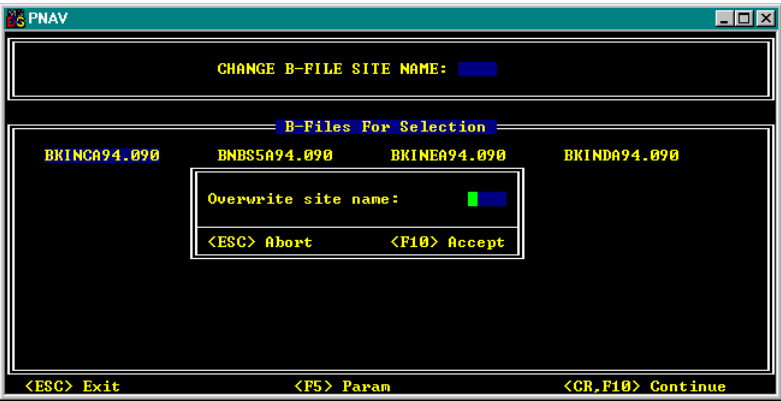 PNAV
CHANGE B-FILE SITE NAME:
B-Files For Selection
BKINCA94.090 BNBS5A94.090 BKINEA94.090 BKINDA94.090
Overwrite site name:
<ESC> Abort <F10> Accept
<ESC> Exit <F5> Param <CR,F10> Continue